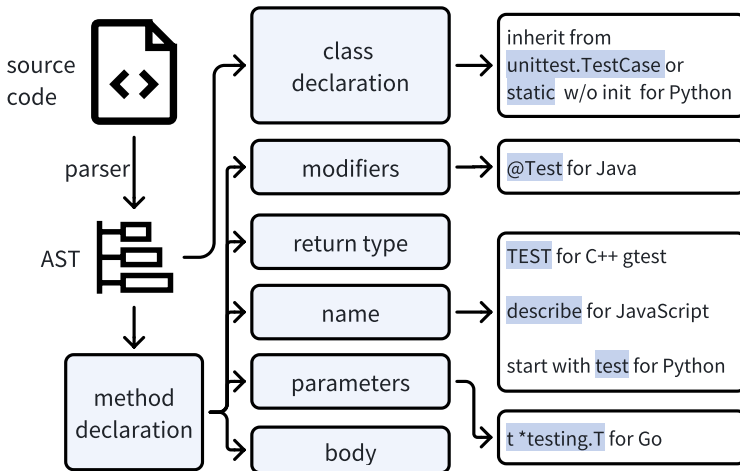 source
code
parser
AST
method
declaration
class
declaration
modifiers
return type
name
parameters
body
inherit from
unittest.TestCase or
static w/o init for Python
@Test for Java
TEST for C++ gtest
describe for JavaScript
start with test for Python
t *testing.T for Go